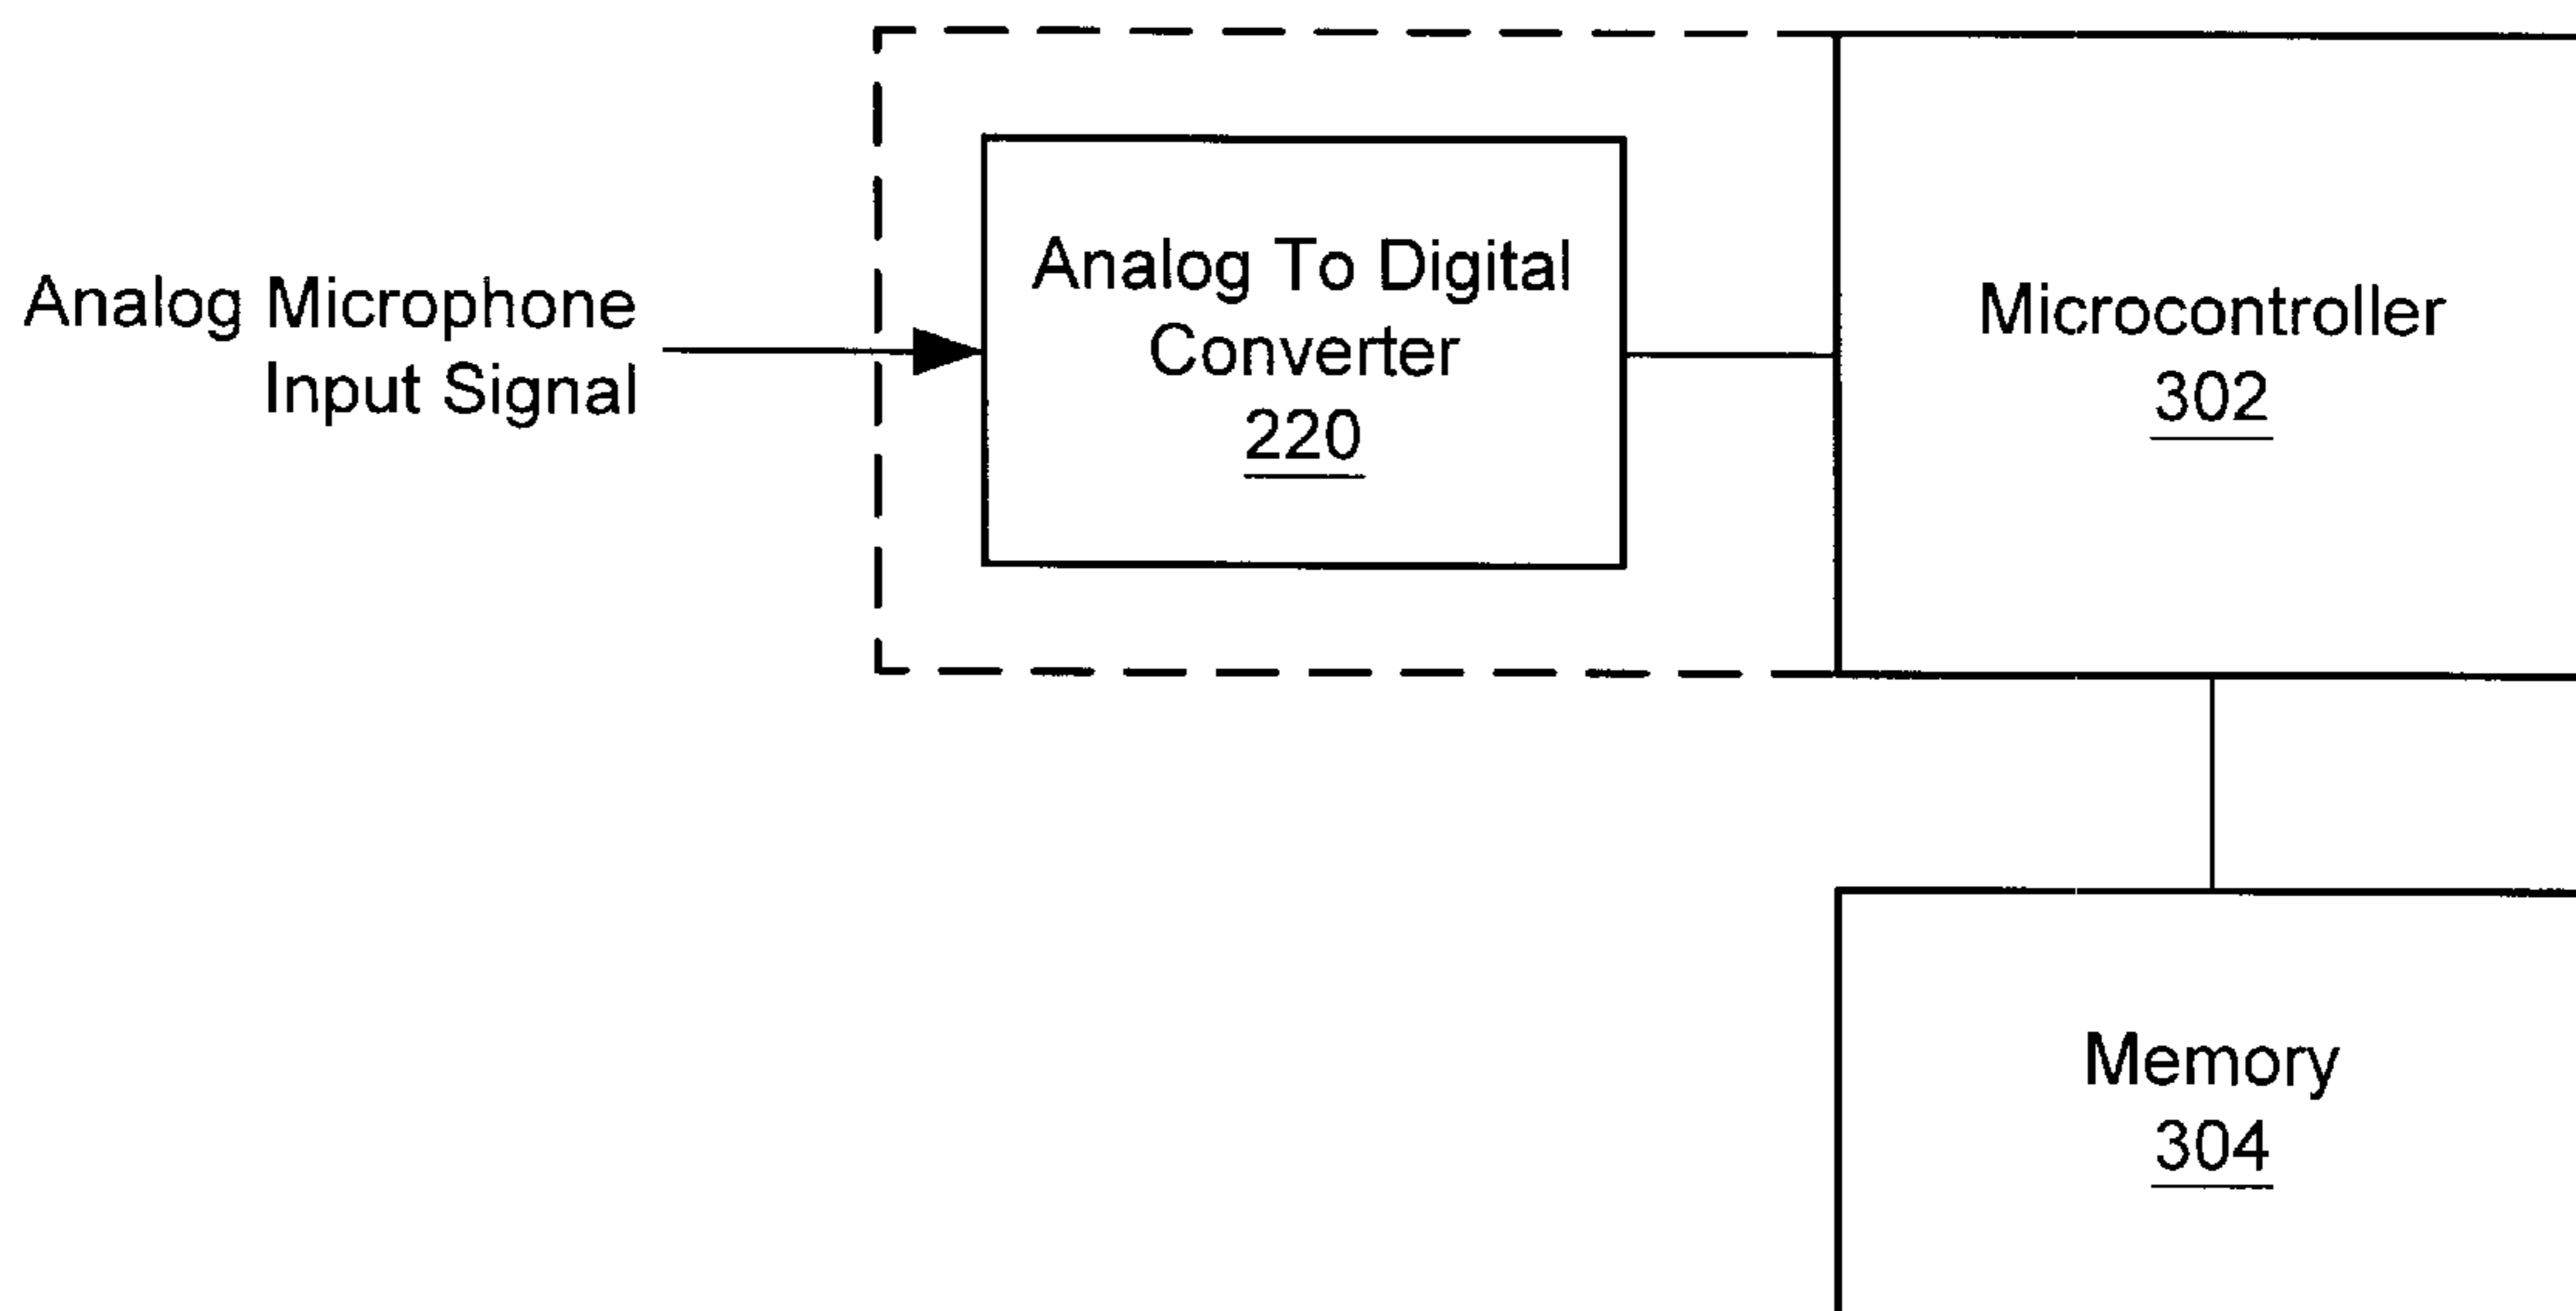 Analog Microphone
Input Signal
Analog To Digital
Converter
220
Microcontroller
302
Memory
304